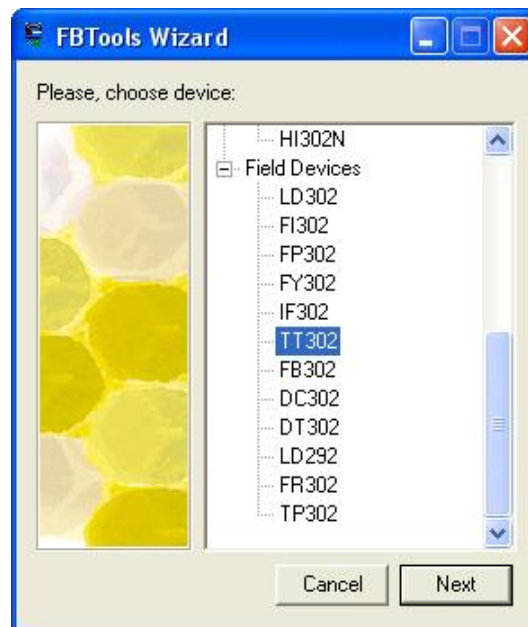 FBTools Wizard
Please, choose device:
HI302N
Field Devices
LD302
FI302
FP302
FY302
IF302
TT302
FB302
DC302
DT302
LD292
FR302
TP302
Cancel Next